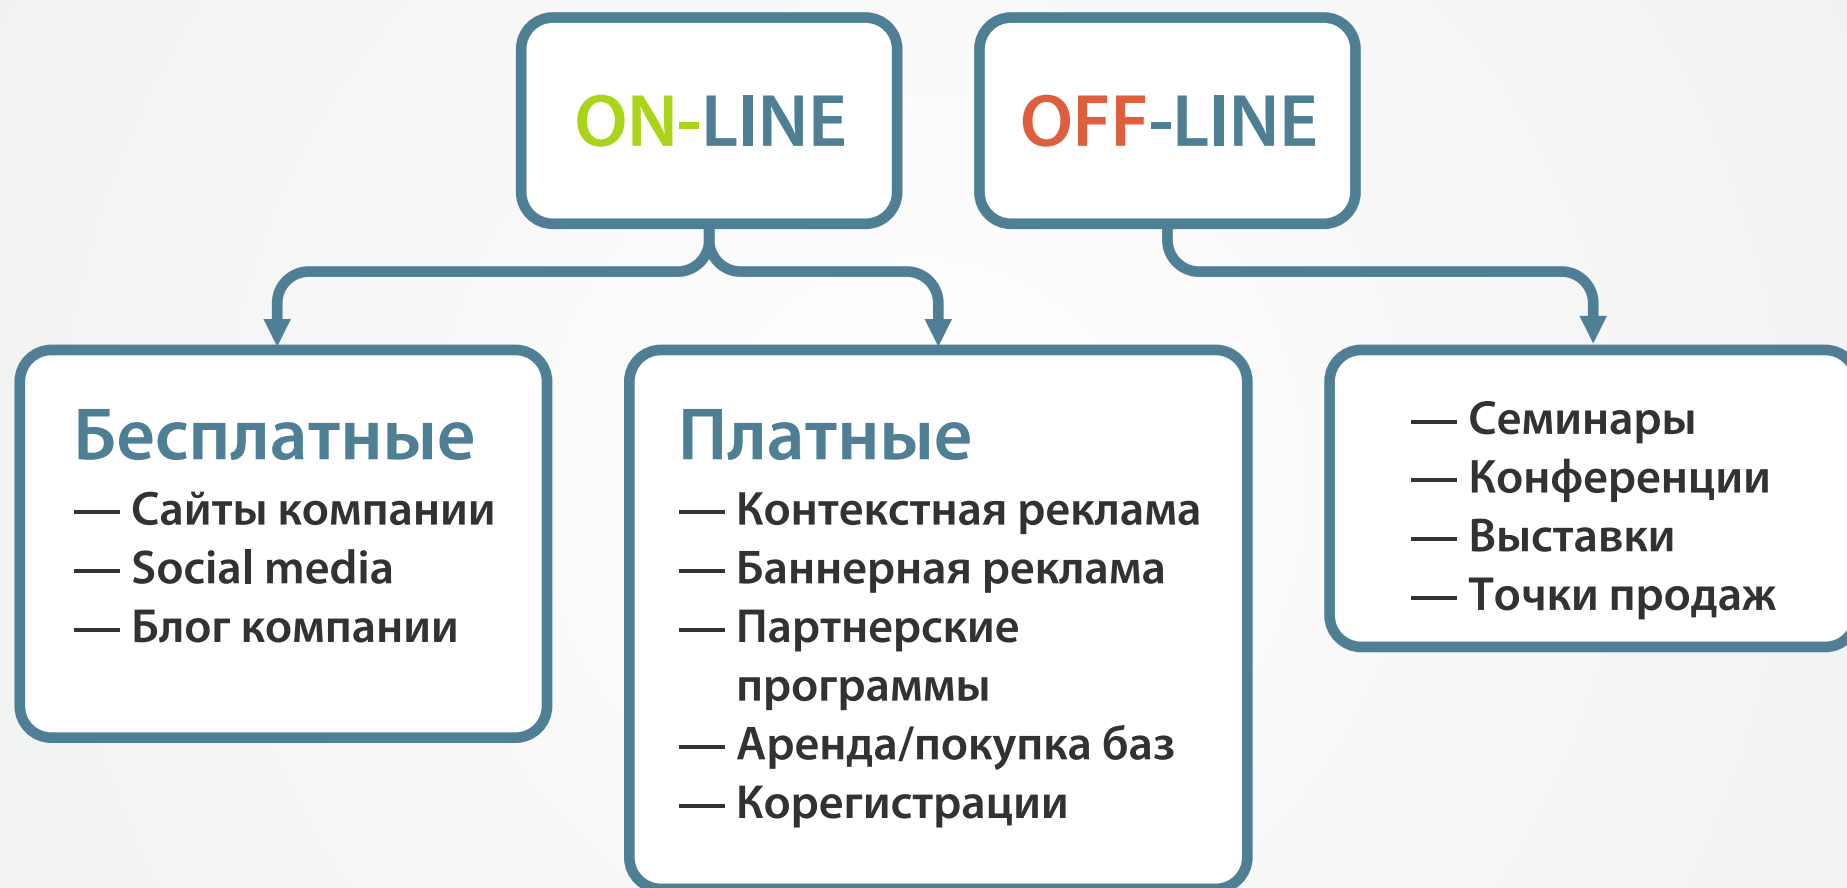 ON-LINE
OFF-LINE
Бесплатные
— Сайты компании
— Social media
— Блог компании
Платные
— Контекстная реклама
— Баннерная реклама
— Партнерские
программы
— Аренда/покупка баз
— Корегистрации
— Семинары
— Конференции
— Выставки
— Точки продаж